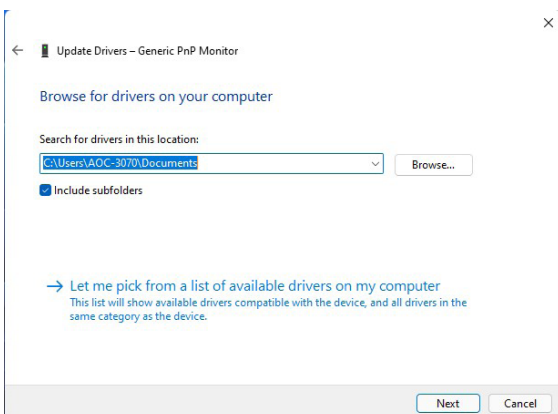 Update Drivers – Generic PnP Monitor
Browse for drivers on your computer
Search for drivers in this location:
C:\Users\AOC-3070\Documents
Browse...
Include subfolders
Let me pick from a list of available drivers on my computer
This list will show available drivers compatible with the device, and all drivers in the
same category as the device.
Next Cancel